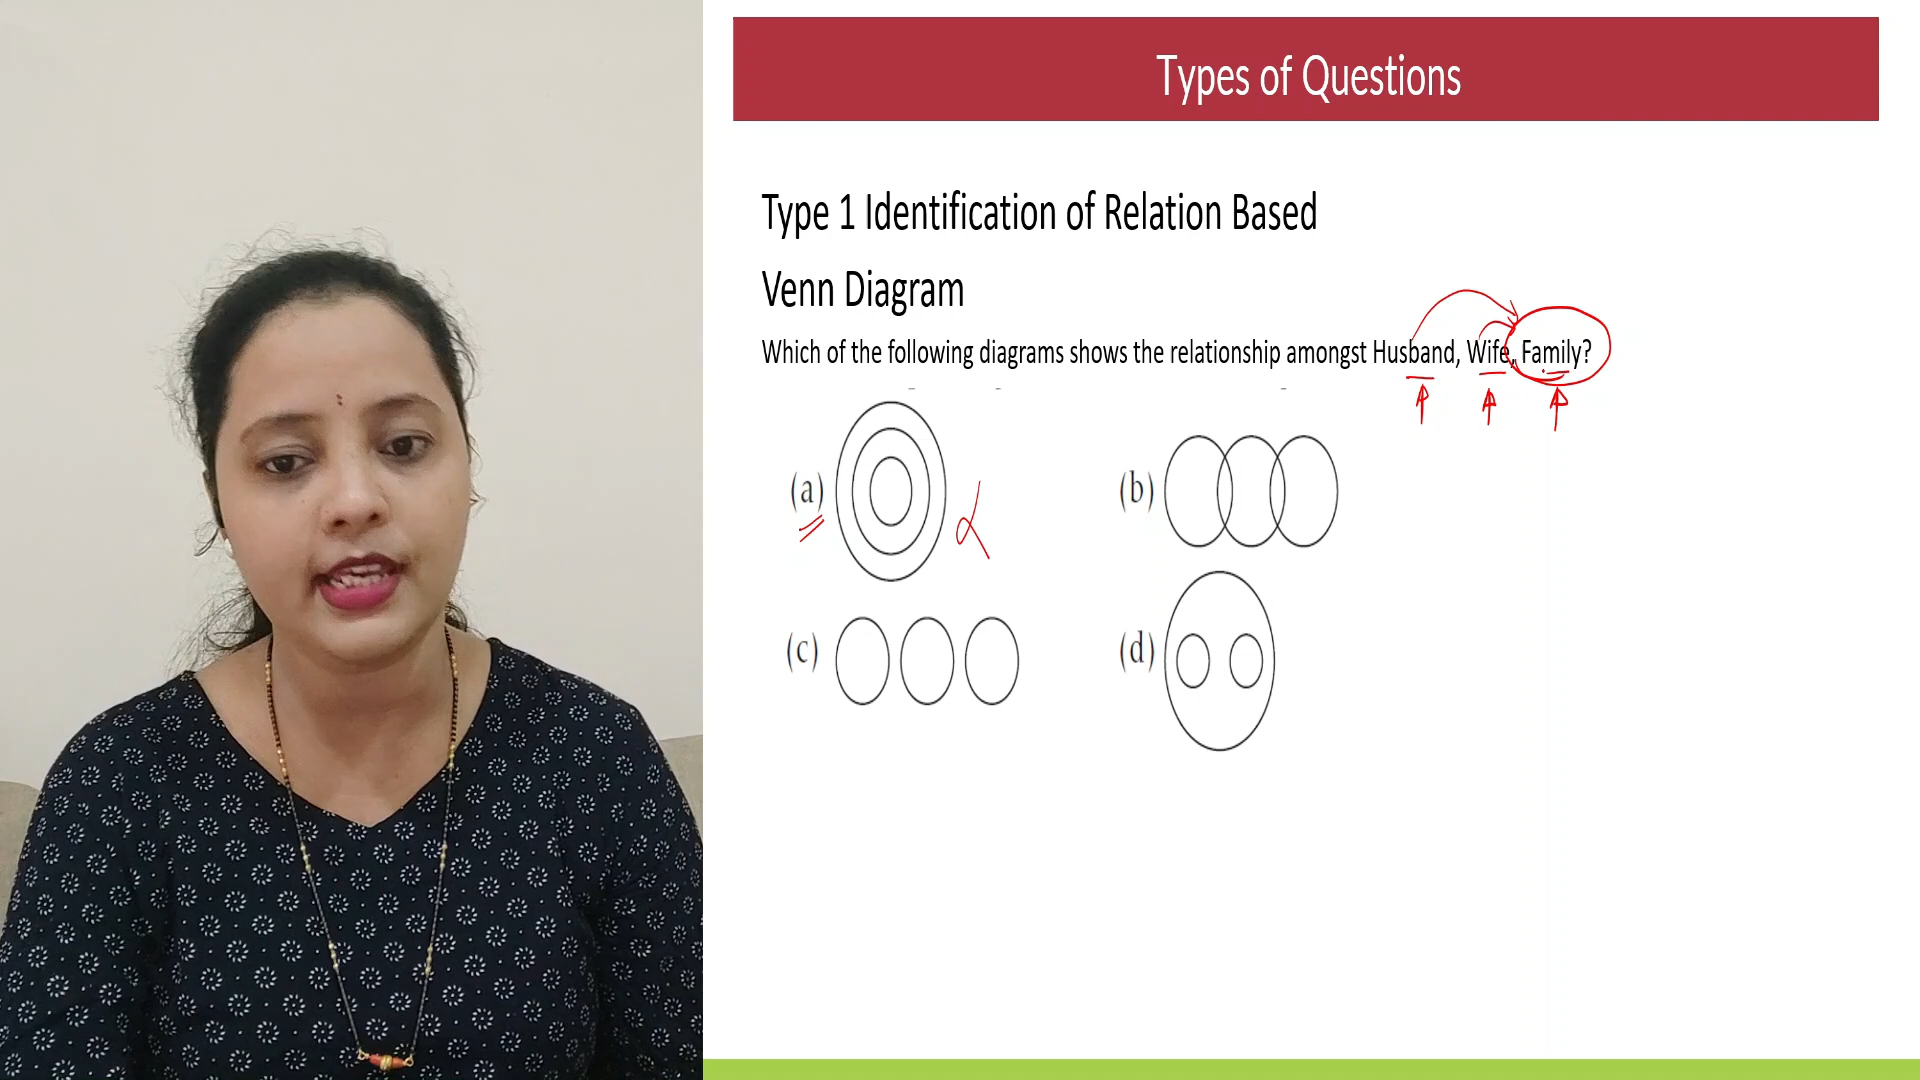 Types of Questions
Type 1 Identification of Relation Based
Venn Diagram
Which of the following diagrams shows the relationship amongst Husband, Wife, Family?
(a)
(b)
(c)
(d)